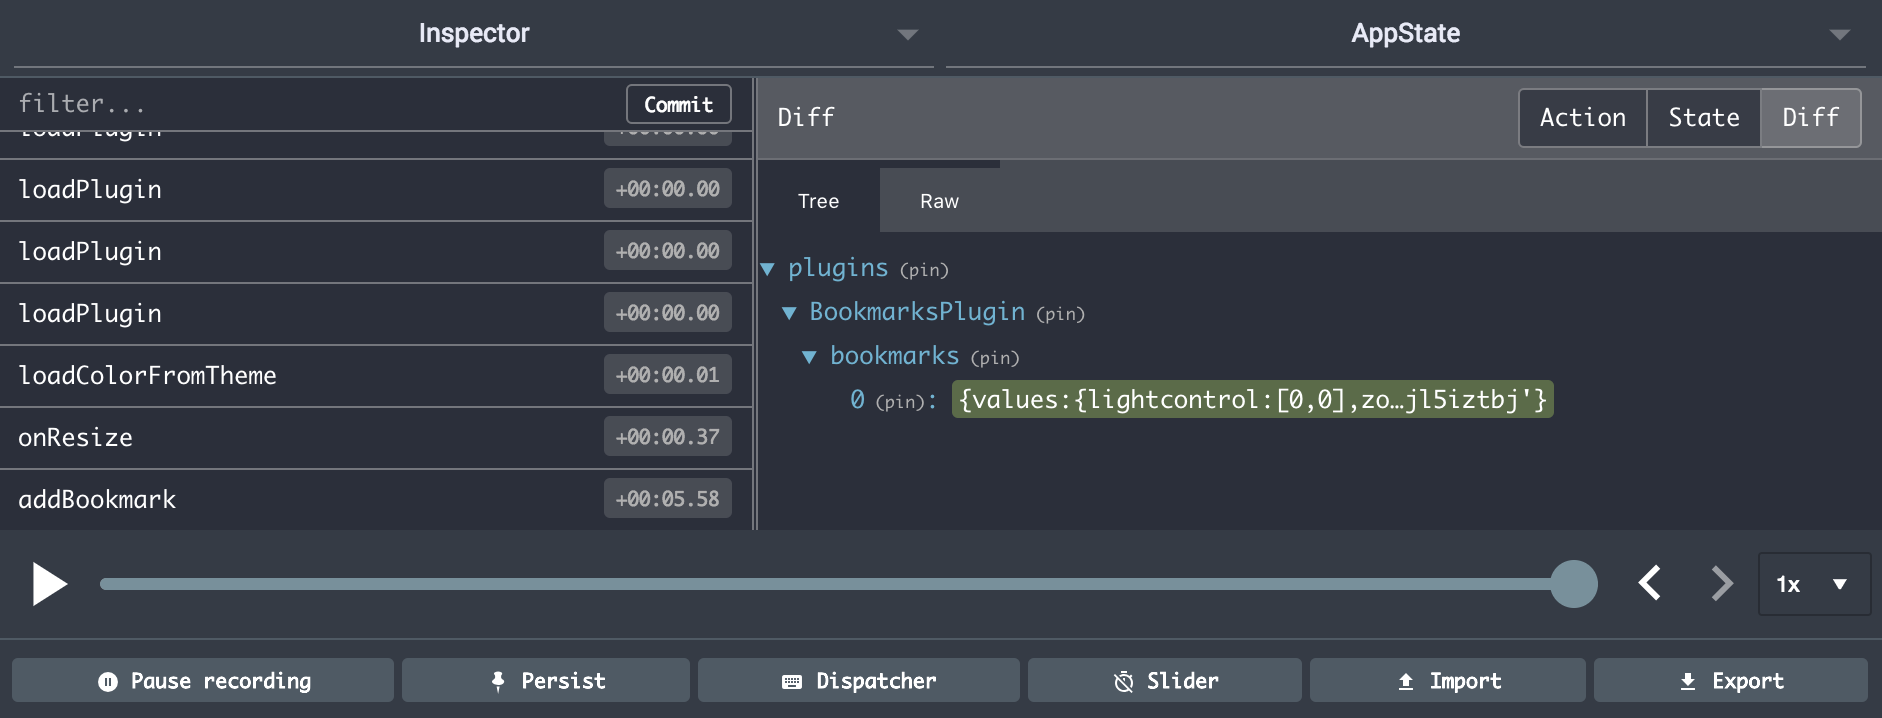 Inspector
AppState
filter...
Commit
Diff
Action
State
Diff
loadPlugin
loadPlugin +00:00.00
loadPlugin +00:00.00
loadPlugin +00:00.00
loadColorFromTheme +00:00.01
onResize +00:00.37
addBookmark +00:05.58
Tree
Raw
plugins (pin)
BookmarksPlugin (pin)
bookmarks (pin)
0 (pin): {values:{lightcontrol:[0,0],zo…jl5iztbj'}
1x
Pause recording
Persist
Dispatcher
Slider
Import
Export